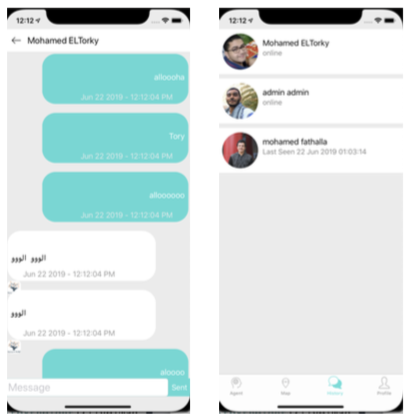 12:12
← Mohamed ELTorky
alloooha
Jun 22 2019 - 12:12:04 PM
Tory
Jun 22 2019 - 12:12:04 PM
alloooooo
Jun 22 2019 - 12:12:04 PM
الووو الووو
Jun 22 2019 - 12:12:04 PM
الووو
Jun 22 2019 - 12:12:04 PM
aloooo
Message
Sent
12:12
Mohamed ELTorky
online
admin admin
online
mohamed fathalla
Last Seen 22 Jun 2019 01:03:14
Agent
Map
History
Profile